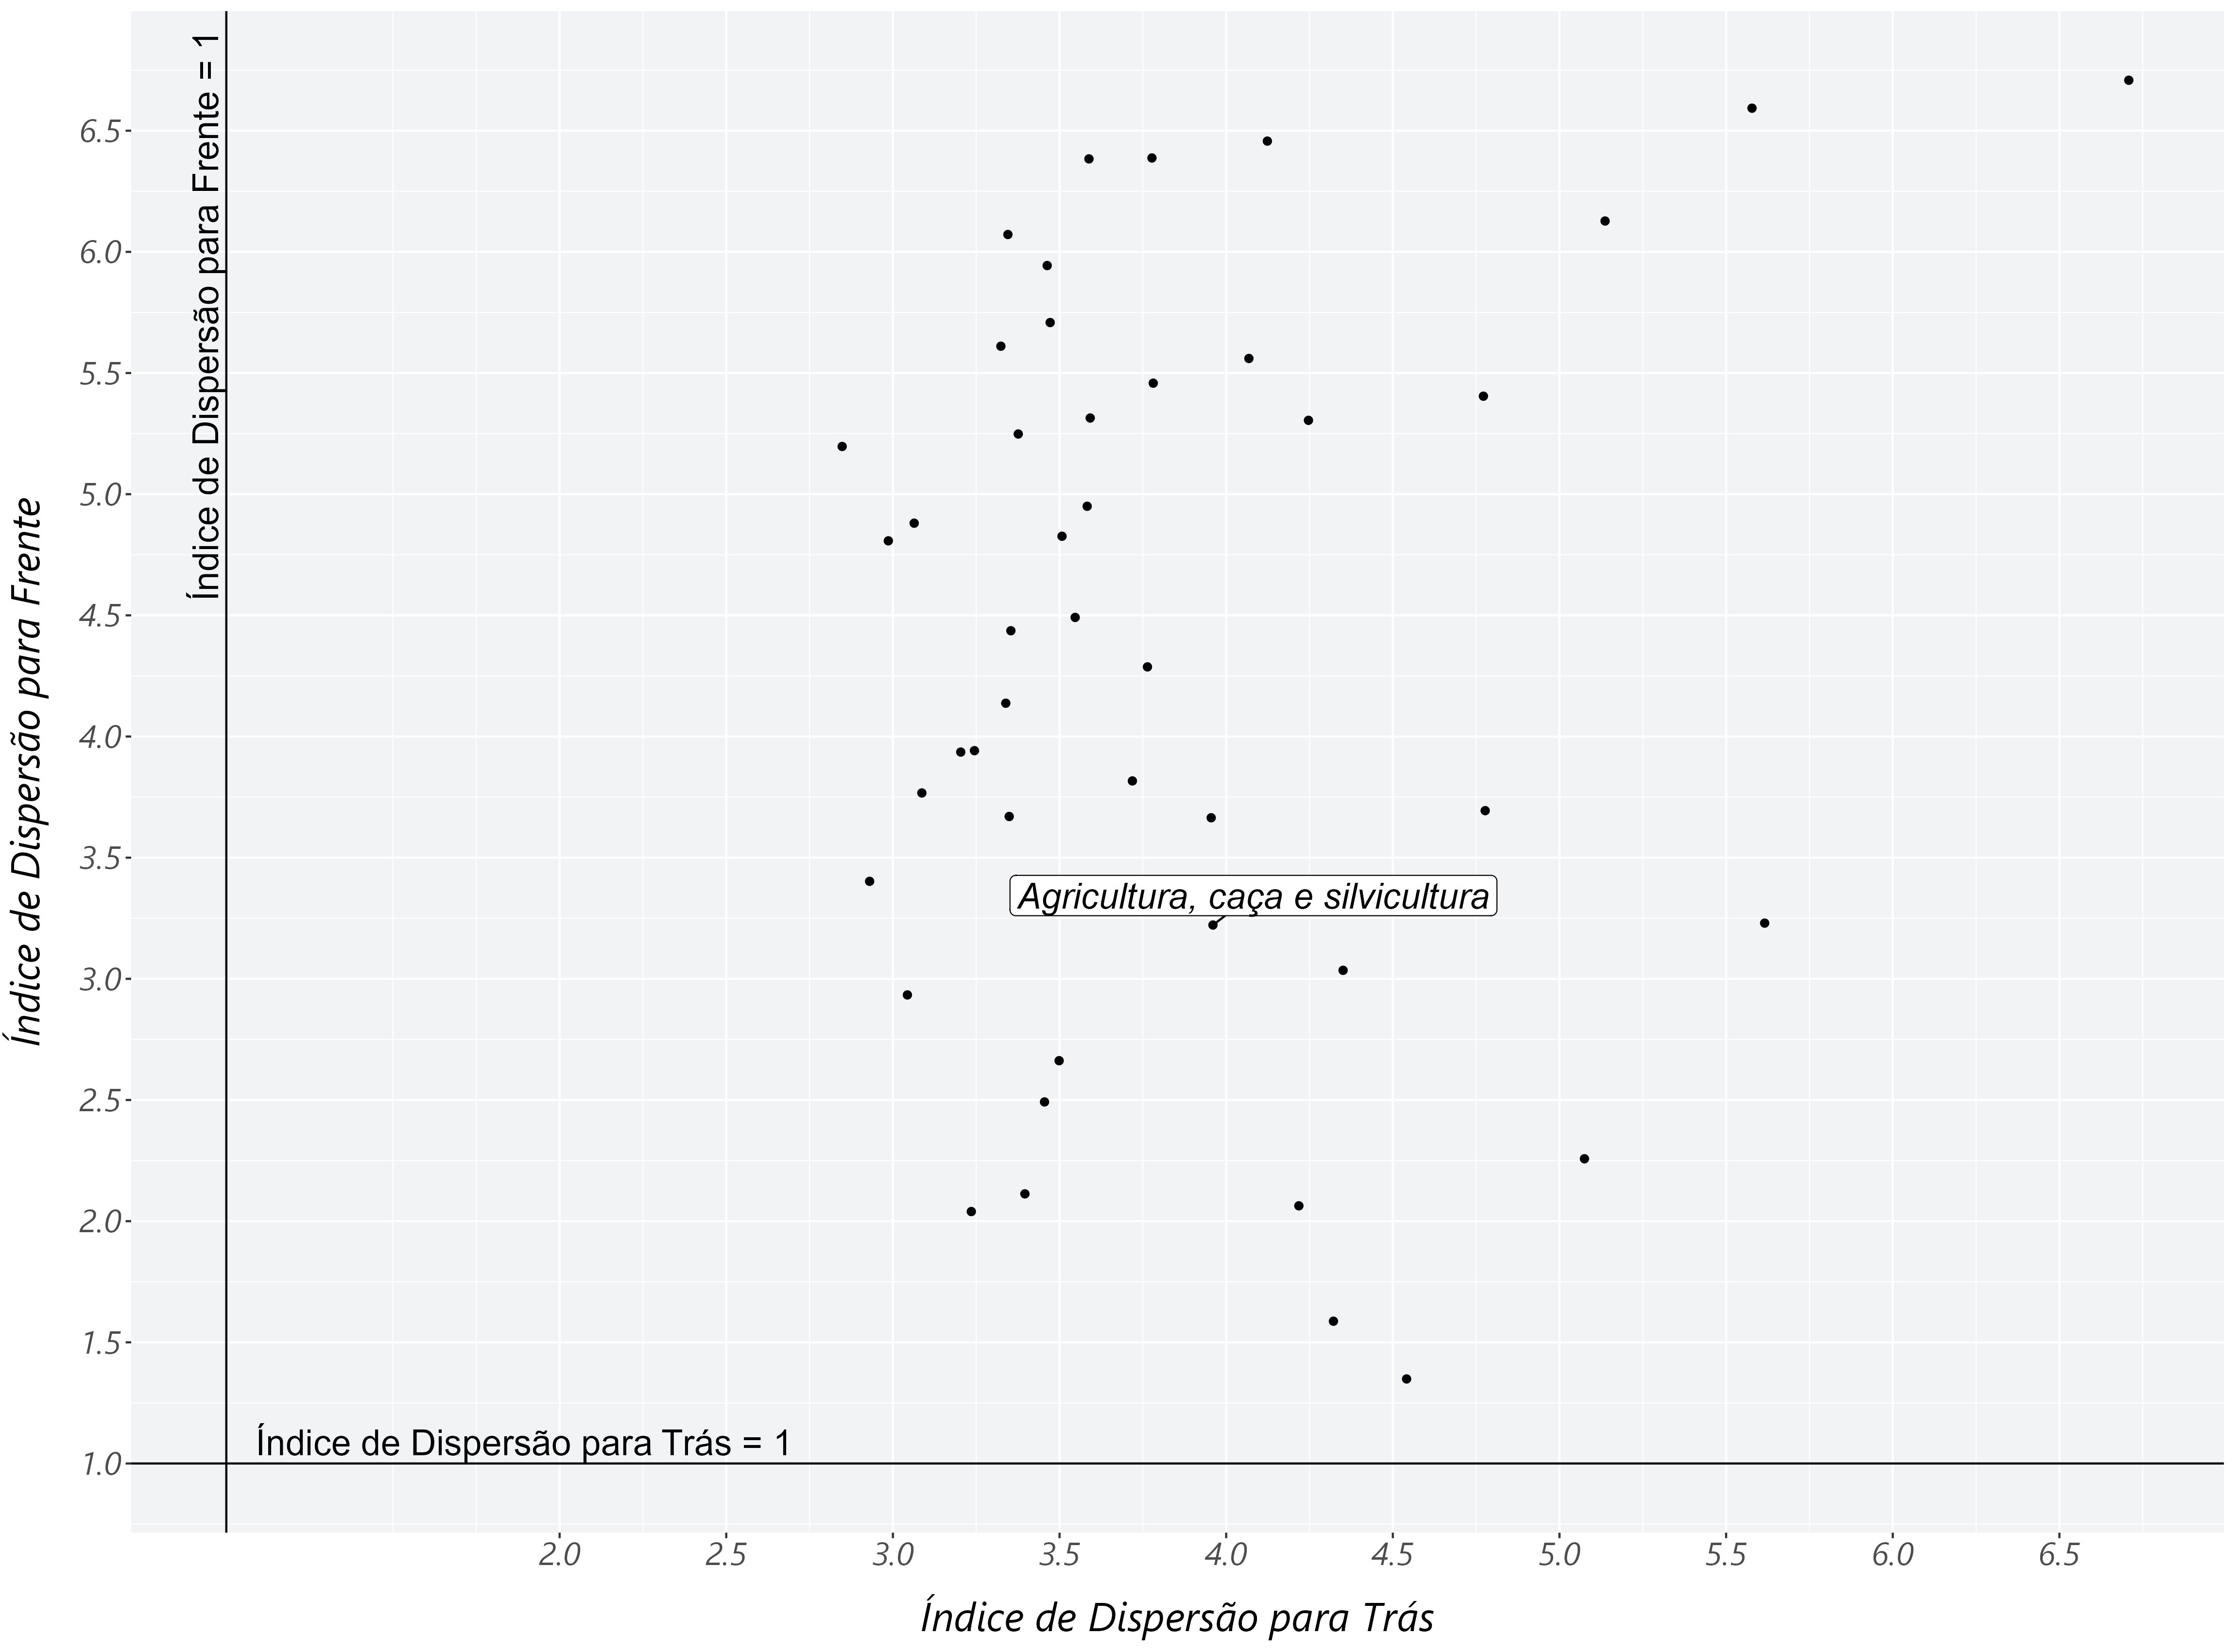 Índice de Dispersão para Frente
6.5
6.0
5.5
5.0
4.5
4.0
3.5
3.0
2.5
2.0
1.5
1.0
Índice de Dispersão para Frente = 1
Agricultura, caça e silvicultura
Índice de Dispersão para Trás = 1
2.0 2.5 3.0 3.5 4.0 4.5 5.0 5.5 6.0 6.5
Índice de Dispersão para Trás